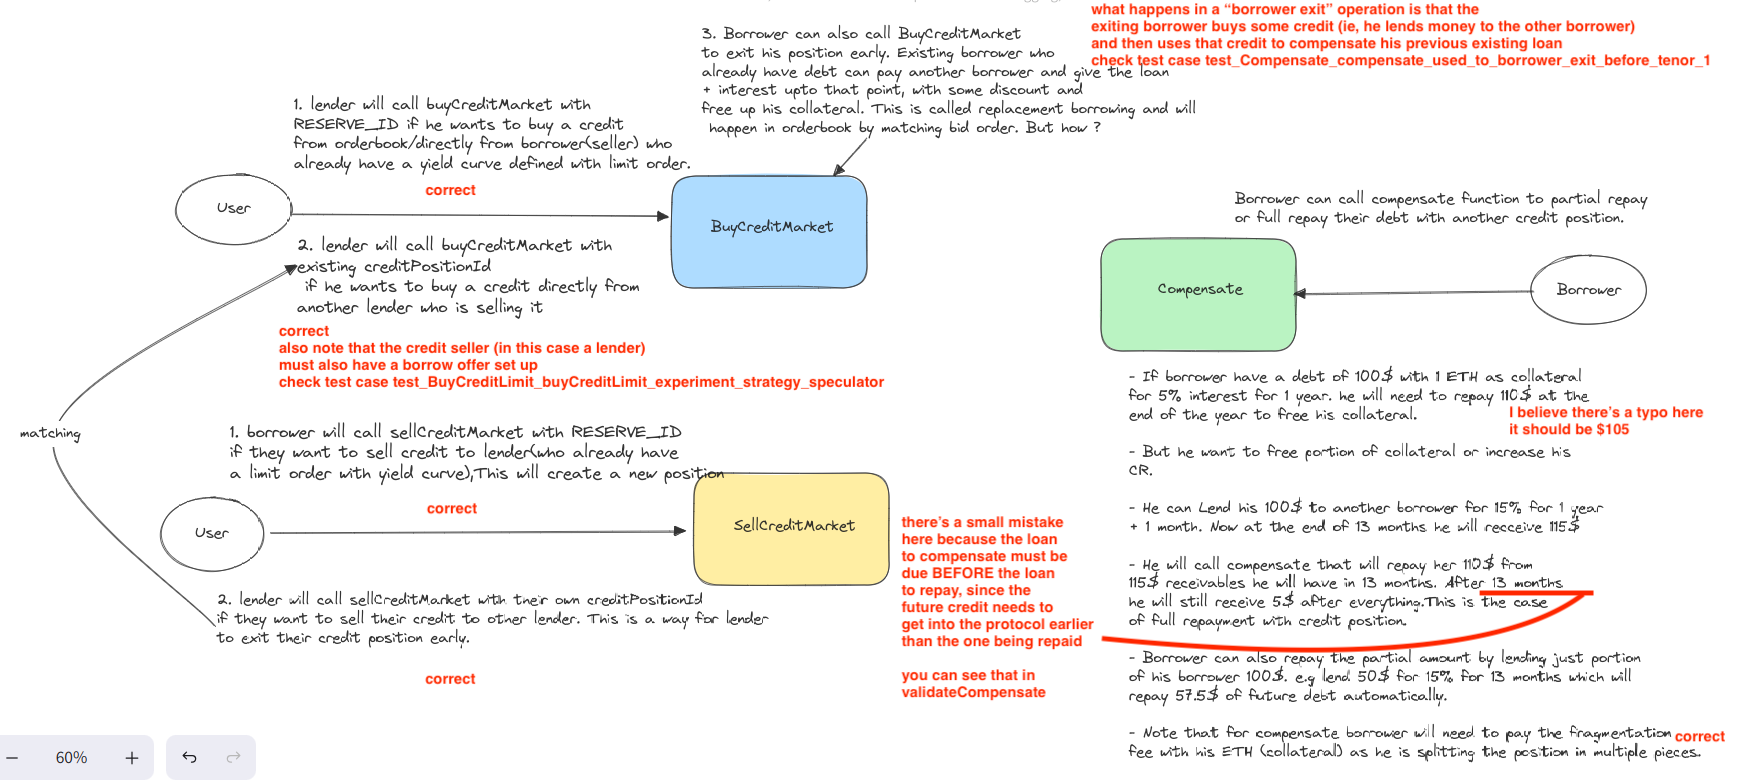 what happens in a “borrower exit” operation is that the
exiting borrower buys some credit (ie, he lends money to the other borrower)
and then uses that credit to compensate his previous existing loan
check test case test_Compensate_compensate_used_to_borrower_exit_before_tenor_1
3. Borrower can also call BuyCreditMarket
to exit his position early. Existing borrower who
already have debt can pay another borrower and give the loan
+ interest upto that point, with some discount and
free up his collateral. This is called replacement borrowing and will
happen in orderbook by matching bid order. But how ?
1. lender will call buyCreditMarket with
RESERVE_ID if he wants to buy a credit
from orderbook/directly from borrower(seller) who
already have a yield curve defined with limit order.
correct
User
BuyCreditMarket
2. lender will call buyCreditMarket with
existing creditPositionId
if he wants to buy a credit directly from
another lender who is selling it
correct
also note that the credit seller (in this case a lender)
must also have a borrow offer set up
check test case test_BuyCreditLimit_buyCreditLimit_experiment_strategy_speculator
matching
1. borrower will call sellCreditMarket with RESERVE_ID
if they want to sell credit to lender(who already have
a limit order with yield curve),This will create a new position
correct
User
SellCreditMarket
2. lender will call sellCreditMarket with their own creditPositionId
if they want to sell their credit to other lender. This is a way for lender
to exit their credit position early.
correct
Borrower can call compensate function to partial repay
or full repay their debt with another credit position.
Compensate
Borrower
- If borrower have a debt of 100$ with 1 ETH as collateral
for 5% interest for 1 year. he will need to repay 110$ at the
end of the year to free his collateral.
I believe there's a typo here
it should be $105
- But he want to free portion of collateral or increase his
CR.
- He can Lend his 100$ to another borrower for 15% for 1 year
+ 1 month. Now at the end of 13 months he will recceive 115$
- He will call compensate that will repay her 110$ from
115$ receivables he will have in 13 months. After 13 months
he will still receive 5$ after everything.This is the case
of full repayment with credit position.
there's a small mistake
here because the loan
to compensate must be
due BEFORE the loan
to repay, since the
future credit needs to
get into the protocol earlier
than the one being repaid
you can see that in
validateCompensate
- Borrower can also repay the partial amount by lending just portion
of his borrower 100$. e.g lend 50$ for 15% for 13 months which will
repay 57.5$ of future debt automatically.
- Note that for compensate borrower will need to pay the fragmentation
fee with his ETH (collateral) as he is splitting the position in multiple pieces.
correct
60%